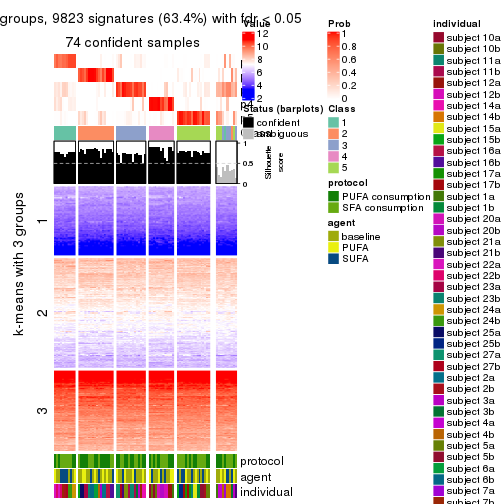 groups, 9823 signatures (63.4%) with fdr < 0.05
74 confident samples
k-means with 3 groups
1
2
3
protocol
agent
individual
1
0.5
0
Silhouette
score
Value
12
10
8
6
4
2
Status (barplots)
confident
ambiguous
Prob
1
0.8
0.6
0.4
0.2
0
Class
1
2
3
4
5
protocol
PUFA consumption
SFA consumption
agent
baseline
PUFA
SUFA
individual
subject 10a
subject 10b
subject 11a
subject 11b
subject 12a
subject 12b
subject 14a
subject 14b
subject 15a
subject 15b
subject 16a
subject 16b
subject 17a
subject 17b
subject 1a
subject 1b
subject 20a
subject 20b
subject 21a
subject 21b
subject 22a
subject 22b
subject 23a
subject 23b
subject 24a
subject 24b
subject 25a
subject 25b
subject 27a
subject 27b
subject 2a
subject 2b
subject 3a
subject 3b
subject 4a
subject 4b
subject 5a
subject 5b
subject 6a
subject 6b
subject 7a
subject 7b